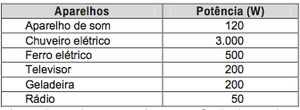 Aparelhos Potência (W)
Aparelho de som 120
Chuveiro elétrico 3.000
Ferro elétrico 500
Televisor 200
Geladeira 200
Rádio 50